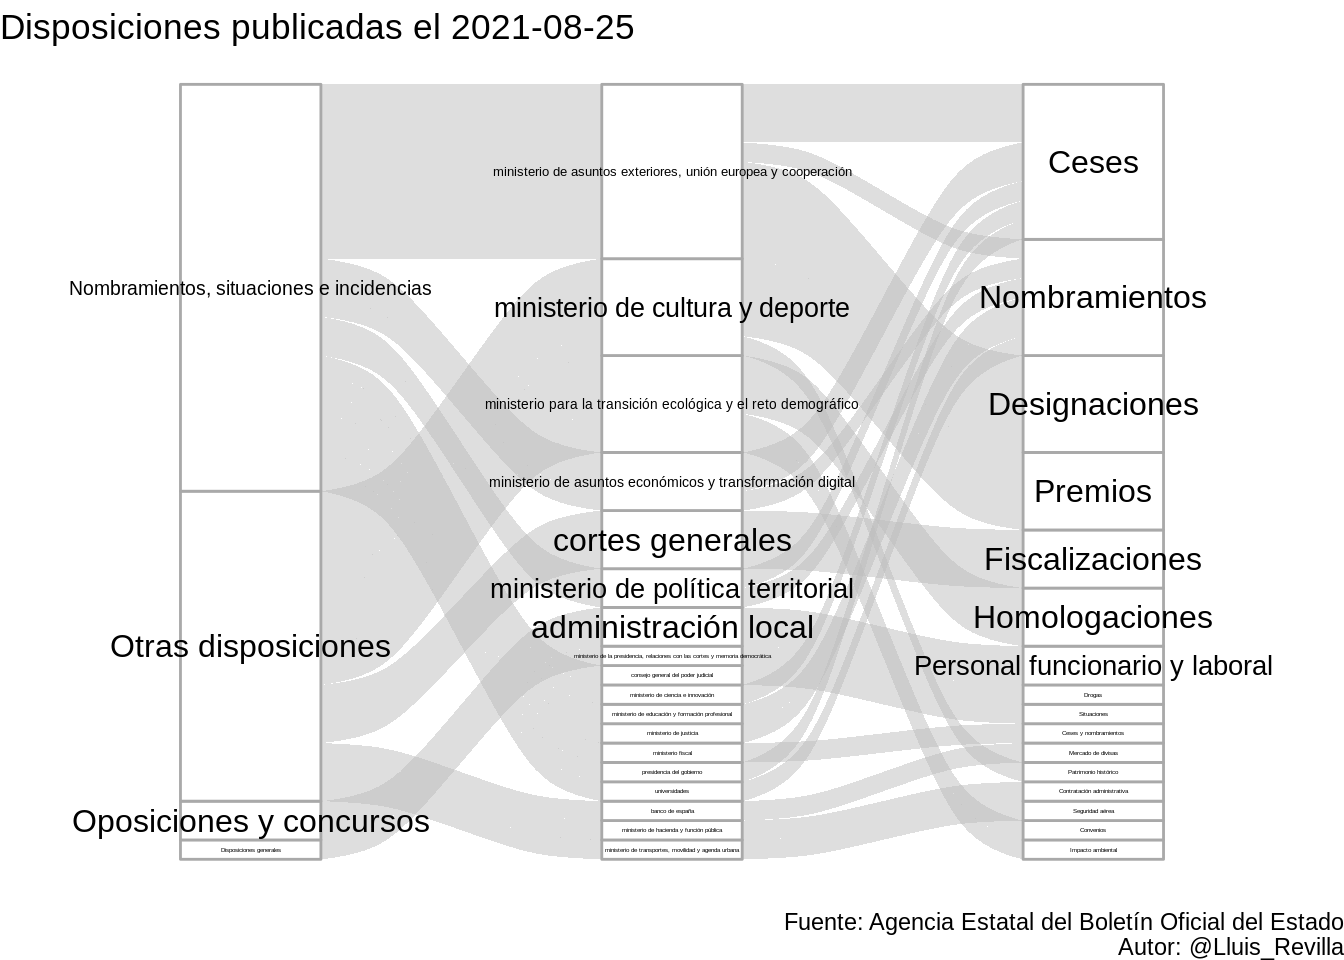 Disposiciones publicadas el 2021-08-25
Nombramientos, situaciones e incidencias
Otras disposiciones
Oposiciones y concursos
Disposiciones generales
ministerio de asuntos exteriores, unión europea y cooperación
ministerio de cultura y deporte
ministerio para la transición ecológica y el reto demográfico
ministerio de asuntos económicos y transformación digital
cortes generales
ministerio de política territorial
administración local
ministerio de la presidencia, relaciones con las cortes y memoria democrática
consejo general del poder judicial
ministerio de ciencia e innovación
ministerio de educación y formación profesional
ministerio de justicia
ministerio fiscal
presidencia del gobierno
universidades
banco de españa
ministerio de hacienda y función pública
ministerio de transportes, movilidad y agenda urbana
Ceses
Nombramientos
Designaciones
Premios
Fiscalizaciones
Homologaciones
Personal funcionario y laboral
Drogas
Situaciones
Ceses y nombramientos
Mercado de divisas
Patrimonio histórico
Contratación administrativa
Seguridad aérea
Convenios
Impacto ambiental
Fuente: Agencia Estatal del Boletín Oficial del Estado
Autor: @Lluis_Revilla